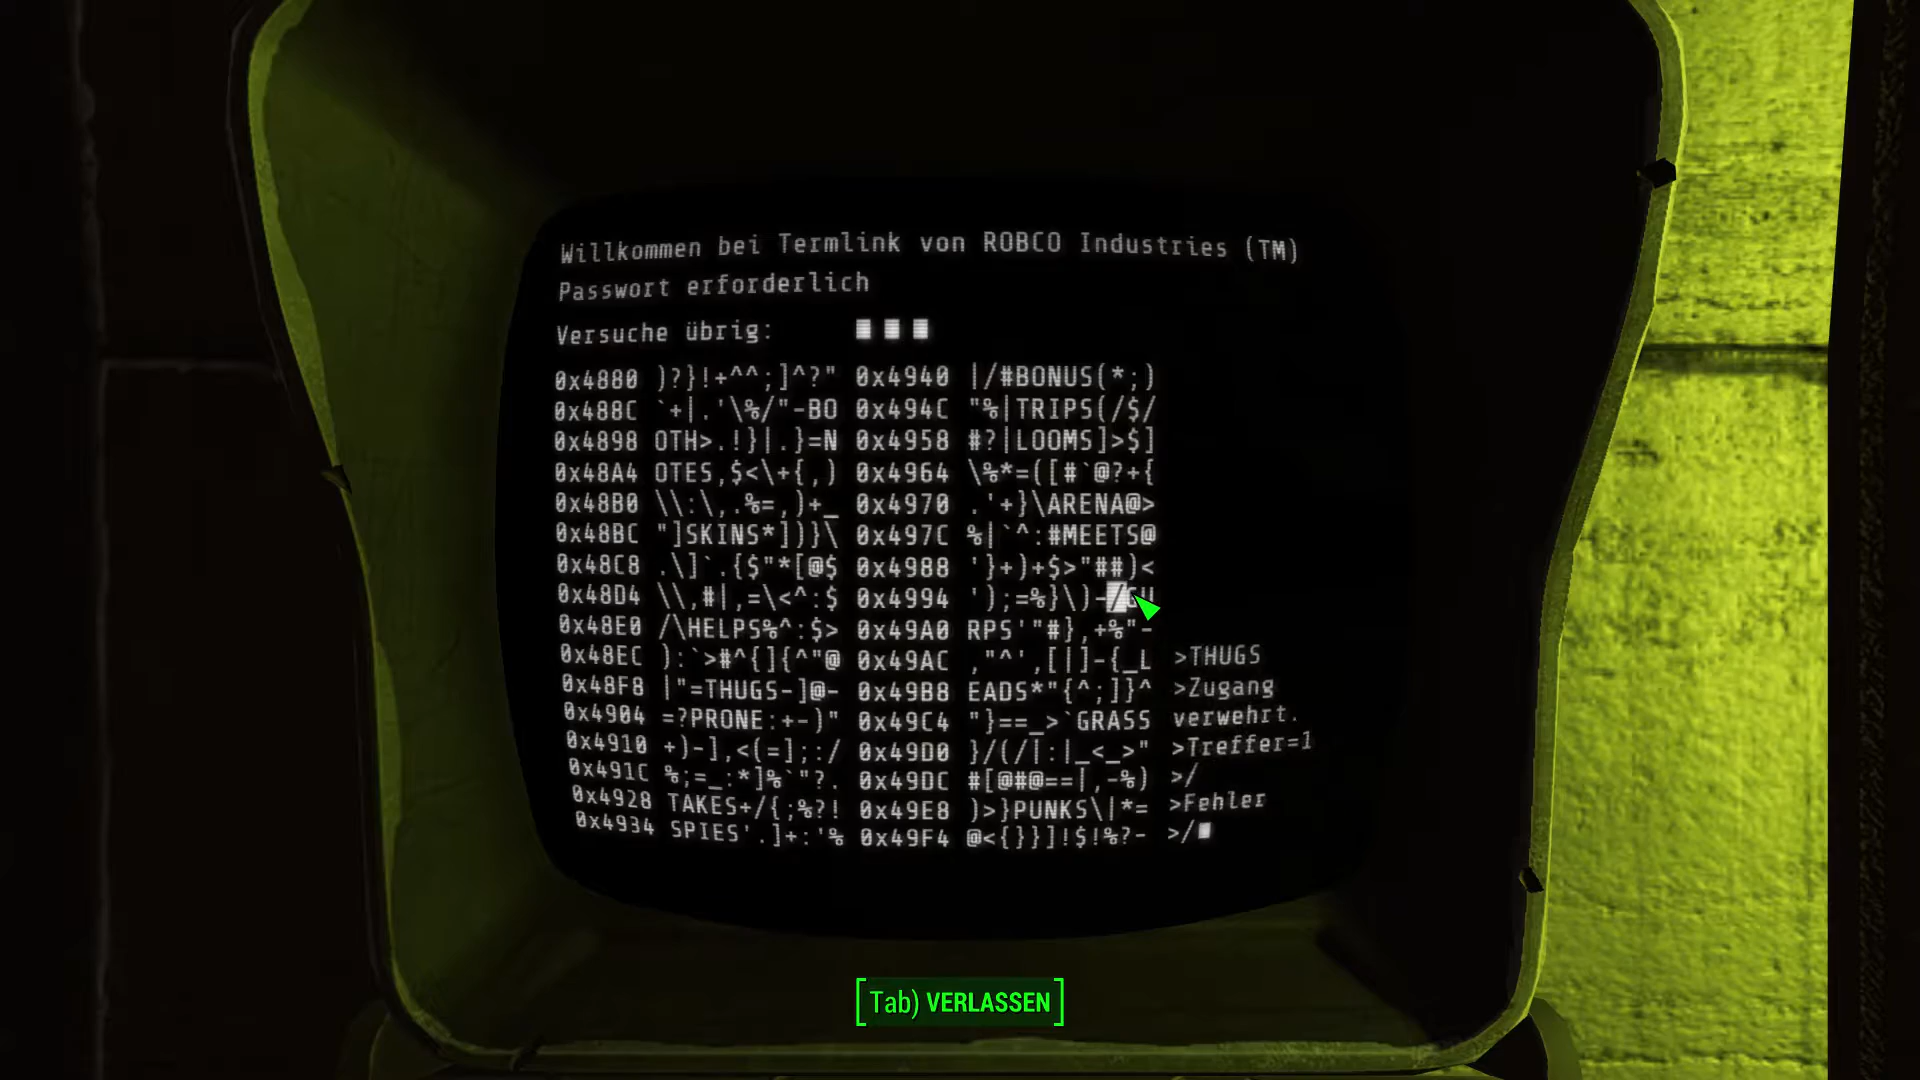 Willkommen bei Termlink von ROBCO Industries (TM)
Passwort erforderlich
Versuche übrig:
0x4880 )?}!+^^;]^?" 0x4940 |/#BONUS(*;)
0x488C `+|.'\%/"-BO 0x494C "%|TRIPS(/$/
0x4898 OTH>.!}|.}=N 0x4958 #?|LOOMS]>$]
0x48A4 OTES,$<\+{,) 0x4964 \%*=([#`@?+{
0x48B0 \\:\,.%=,)+_ 0x4970 .'+}\ARENA@>
0x48BC "]SKINS*])}\ 0x497C %|`^:#MEETS@
0x48C8 .\]`.{$"*[@$ 0x4988 '}+)+$>"##)<
0x48D4 \\,#|,=\<^:$ 0x4994 ');=%}\)-/GU
0x48E0 /\HELPS%^:$> 0x49A0 RPS'"#},+%"-
0x48EC ):`>#^{]{^"@ 0x49AC ,"^',[|]-{_L >THUGS
0x48F8 |"=THUGS-]@- 0x49B8 EADS*"{^;]}^ >Zugang
0x4904 =?PRONE:+-)" 0x49C4 "}==_>`GRASS verwehrt.
0x4910 +)-],<(=];:/ 0x49D0 }/(/|:|_<_>" >Treffer=1
0x491C %;=_:*]%`"?. 0x49DC #[@#@==|,-%) >/
0x4928 TAKES+/{;%?! 0x49E8 )>}PUNKS\|*= >Fehler
0x4934 SPIES'.]+:'% 0x49F4 @<{}}]!$!%?- >/
[Tab) VERLASSEN]